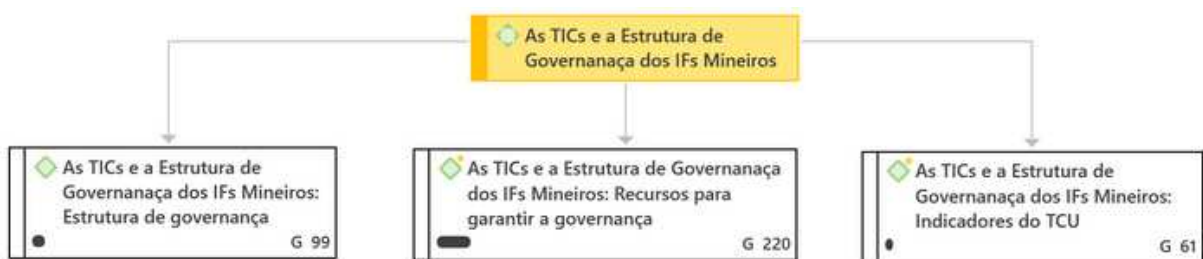 As TICs e a Estrutura de
Governanaça dos IFs Mineiros
As TICs e a Estrutura de
Governanaça dos IFs Mineiros:
Estrutura de governança
G 99
As TICs e a Estrutura de Governanaça
dos IFs Mineiros: Recursos para
garantir a governança
G 220
As TICs e a Estrutura de
Governanaça dos IFs Mineiros:
Indicadores do TCU
G 61